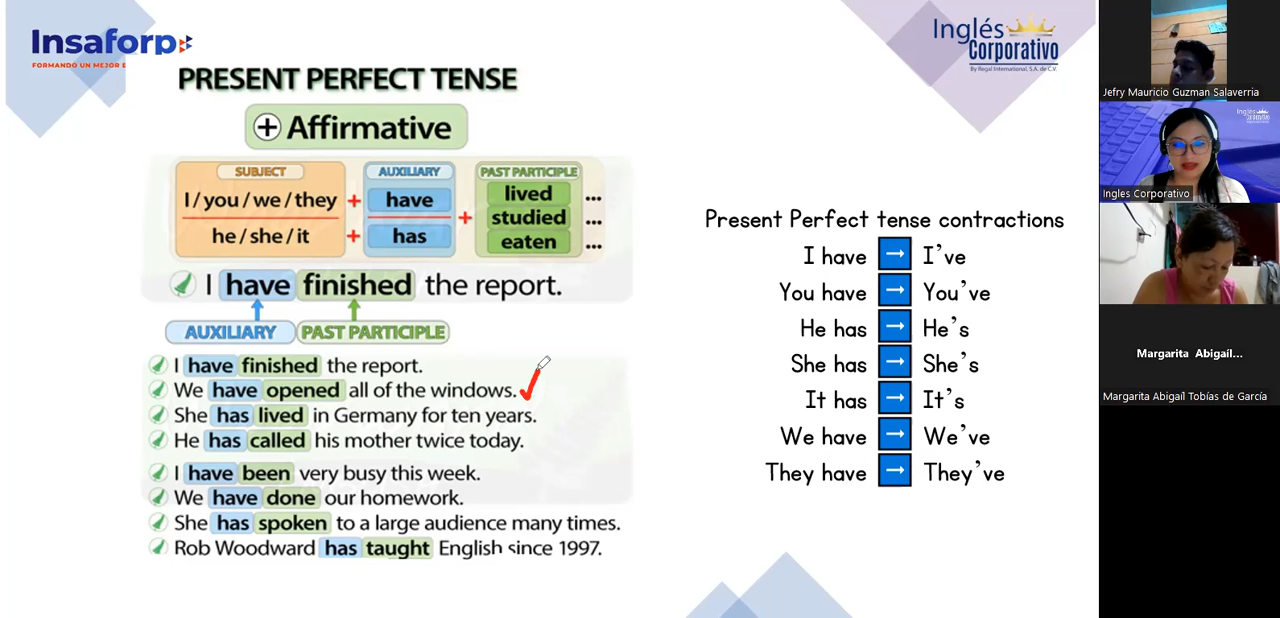 Insaforp
FORMANDO UN MEJOR E
Inglés
Corporativo
By Regal International, S.A. de C.V.
PRESENT PERFECT TENSE
+ Affirmative
SUBJECT AUXILIARY PAST PARTICIPLE
I / you / we / they + have lived ...
+ studied ...
he / she / it + has eaten ...
I have finished the report.
AUXILIARY PAST PARTICIPLE
I have finished the report.
We have opened all of the windows.
She has lived in Germany for ten years.
He has called his mother twice today.
I have been very busy this week.
We have done our homework.
She has spoken to a large audience many times.
Rob Woodward has taught English since 1997.
Present Perfect tense contractions
I have → I've
You have → You've
He has → He's
She has → She's
It has → It's
We have → We've
They have → They've
Jefry Mauricio Guzman Salaverria
Inglés
Ingles Corporativo
Margarita Abigaíl...
Margarita Abigaíl Tobías de García